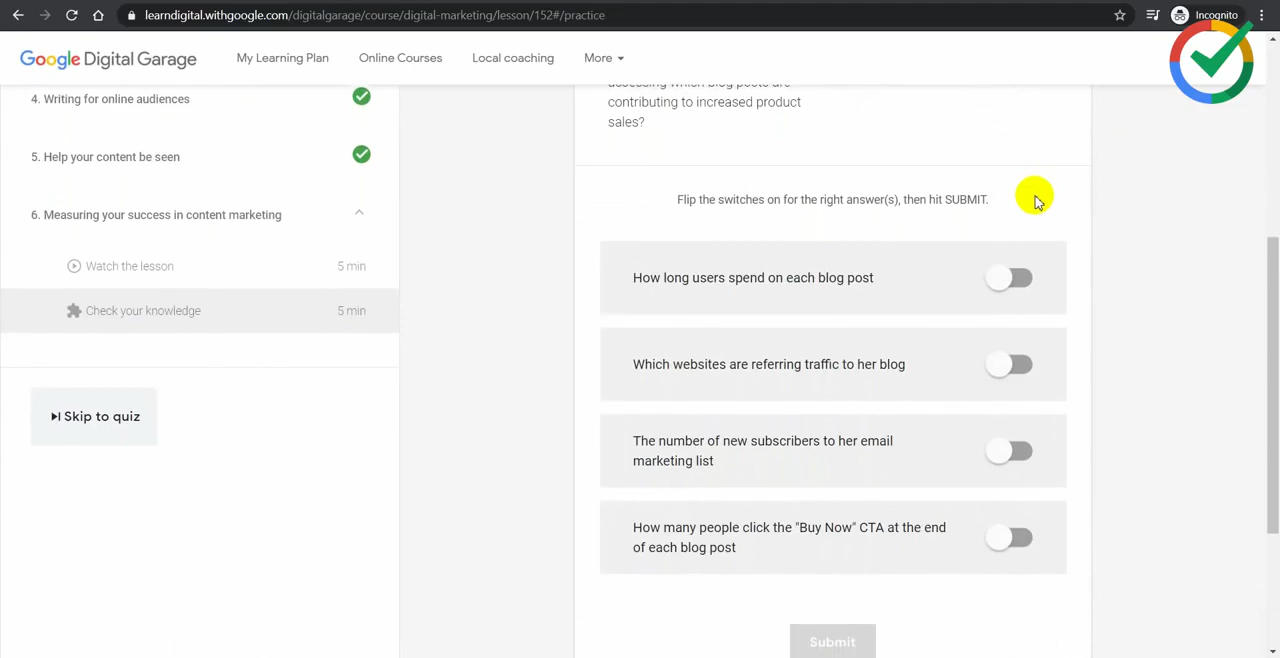 learndigital.withgoogle.com/digitalgarage/course/digital-marketing/lesson/152#/practice
Incognito
Google Digital Garage
My Learning Plan
Online Courses
Local coaching
More
4. Writing for online audiences
5. Help your content be seen
6. Measuring your success in content marketing
Watch the lesson
5 min
Check your knowledge
5 min
Skip to quiz
assessing which blog posts are
contributing to increased product
sales?
Flip the switches on for the right answer(s), then hit SUBMIT.
How long users spend on each blog post
Which websites are referring traffic to her blog
The number of new subscribers to her email
marketing list
How many people click the "Buy Now" CTA at the end
of each blog post
Submit